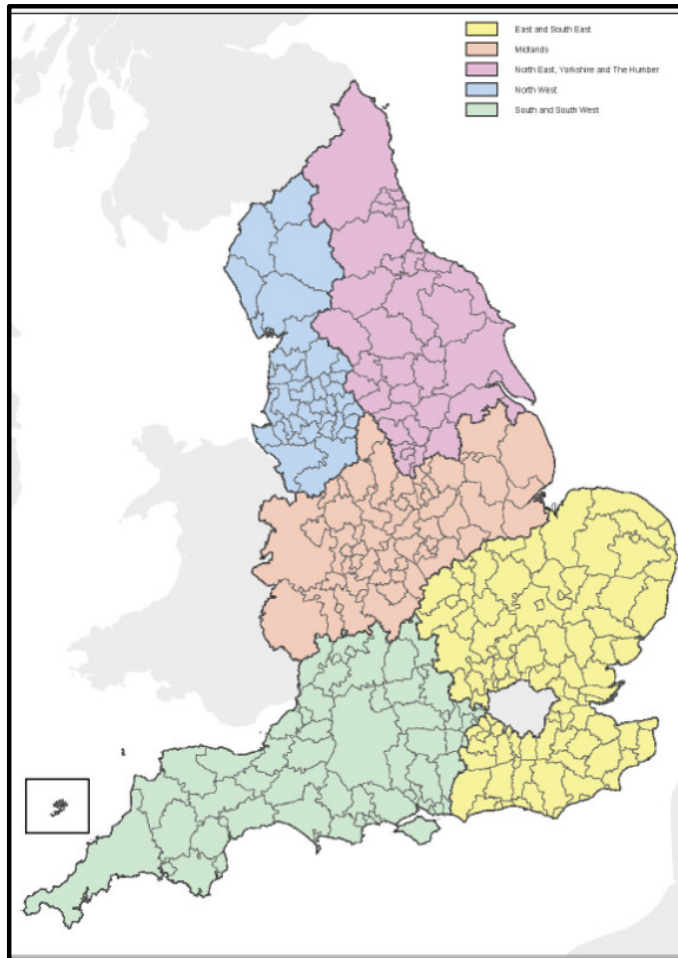 East and South East
Midlands
North East, Yorkshire and The Humber
North West
South and South West